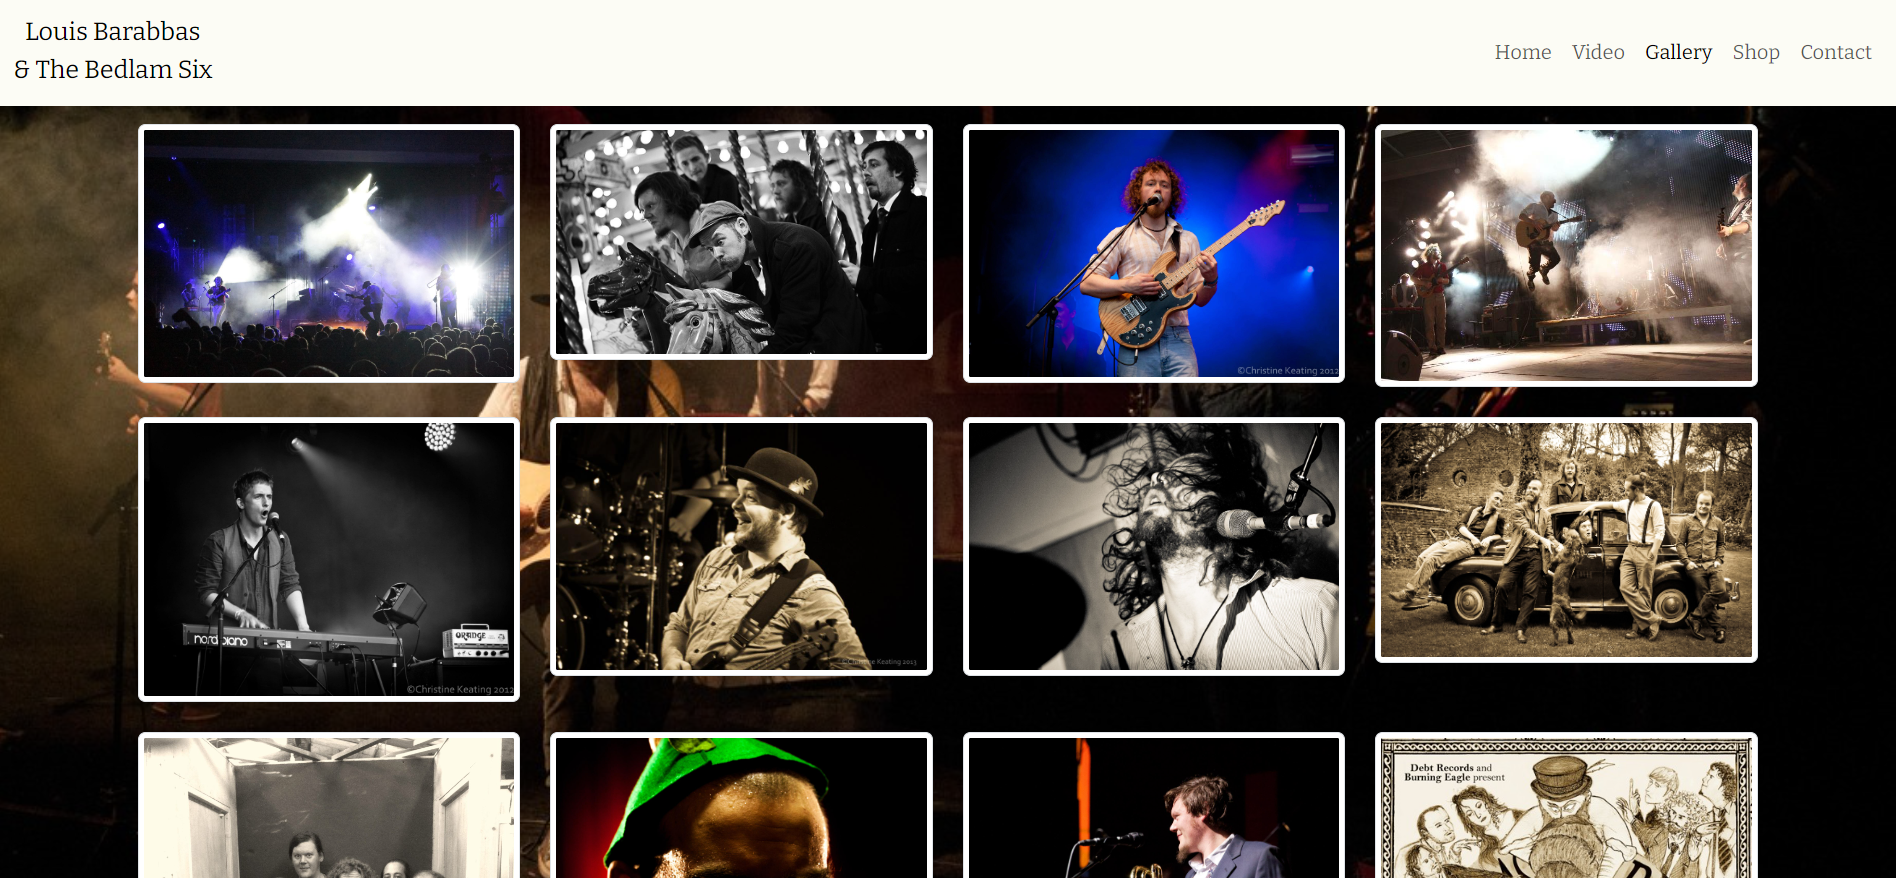 Louis Barabbas
& The Bedlam Six
Home Video Gallery Shop Contact
©Christine Keating 2012
nord piano
ORANGE
©Christine Keating 2012
©Christine Keating 2013
Debt Records and
Burning Eagle present